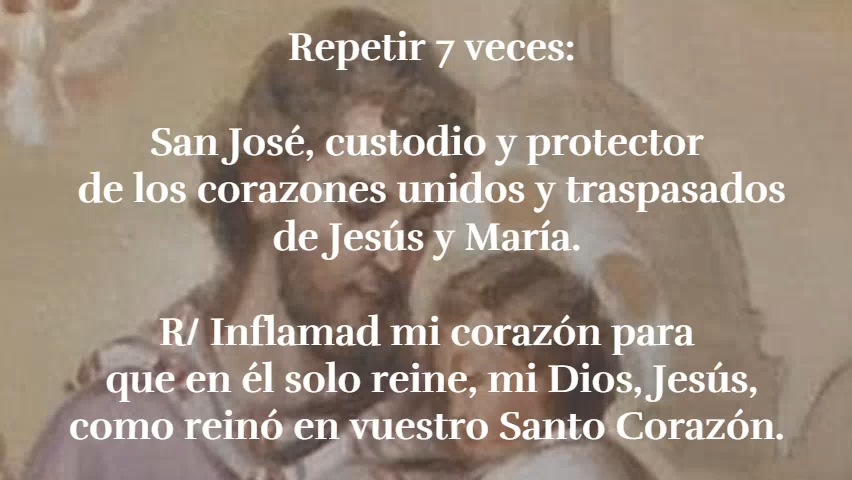 Repetir 7 veces:
San José, custodio y protector
de los corazones unidos y traspasados
de Jesús y María.
R/ Inflamad mi corazón para
que en él solo reine, mi Dios, Jesús,
como reinó en vuestro Santo Corazón.